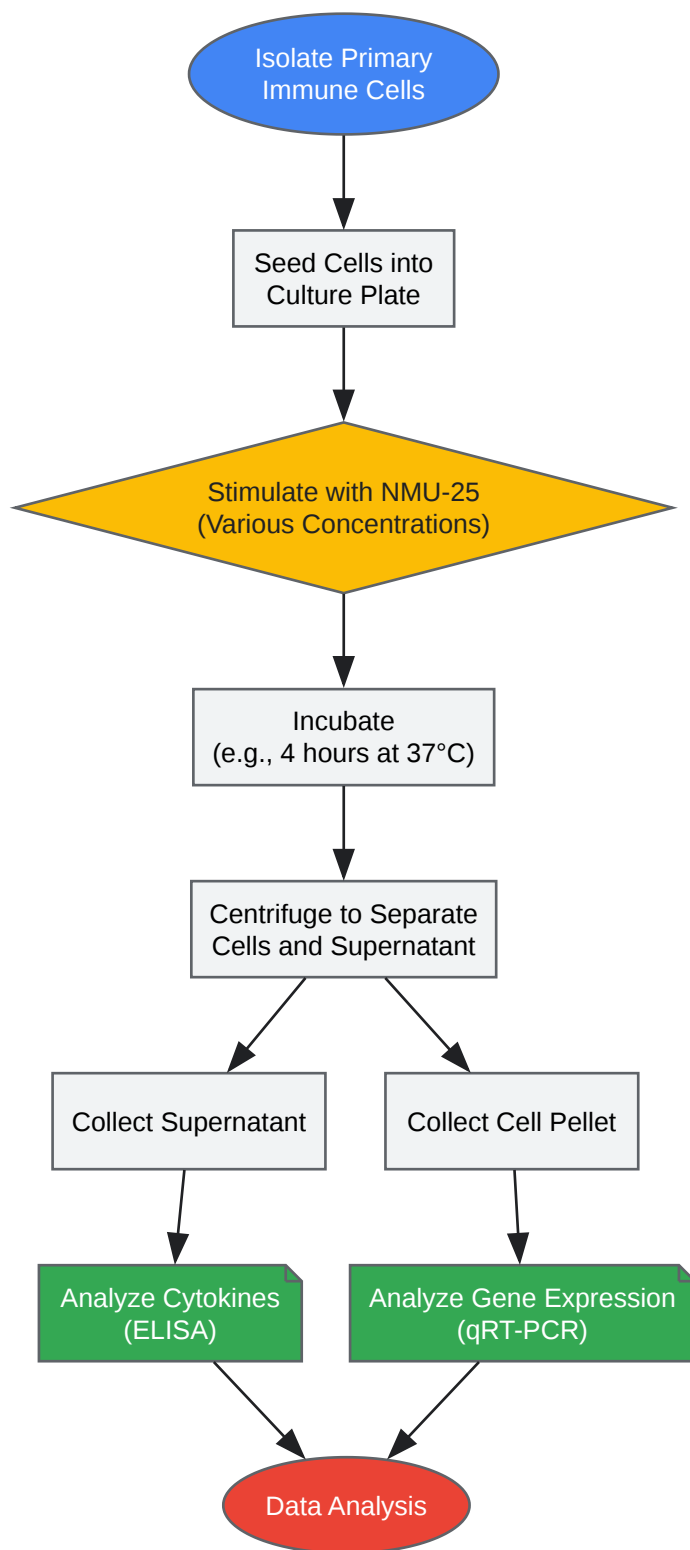 Isolate Primary
Immune Cells
Seed Cells into
Culture Plate
Stimulate with NMU-25
(Various Concentrations)
Incubate
(e.g., 4 hours at 37°C)
Centrifuge to Separate
Cells and Supernatant
Collect Supernatant
Collect Cell Pellet
Analyze Cytokines
(ELISA)
Analyze Gene Expression
(qRT-PCR)
Data Analysis